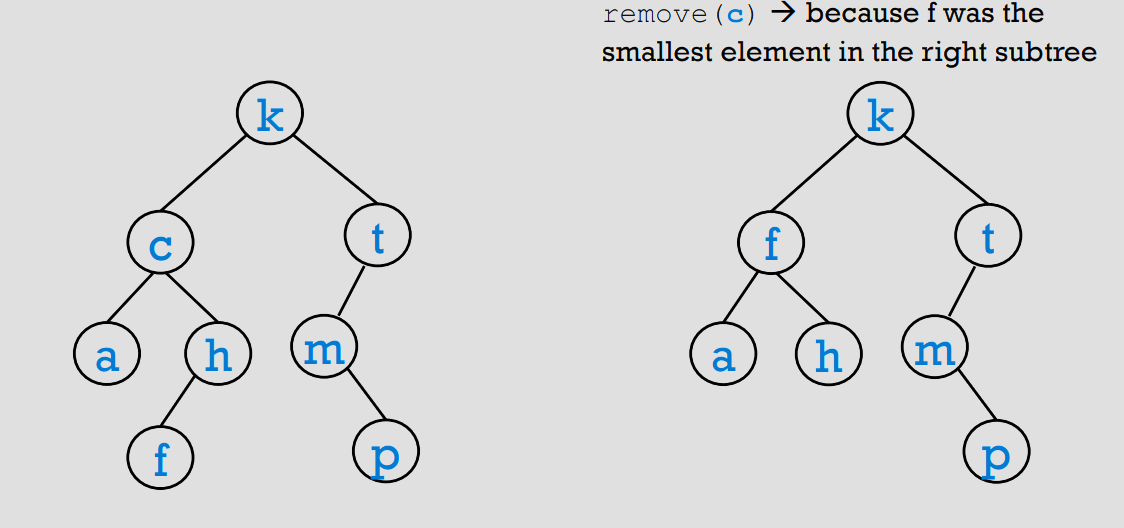 remove(c) → because f was the
smallest element in the right subtree
k
k
c
t
f
t
a
h
m
a
h
m
f
p
p